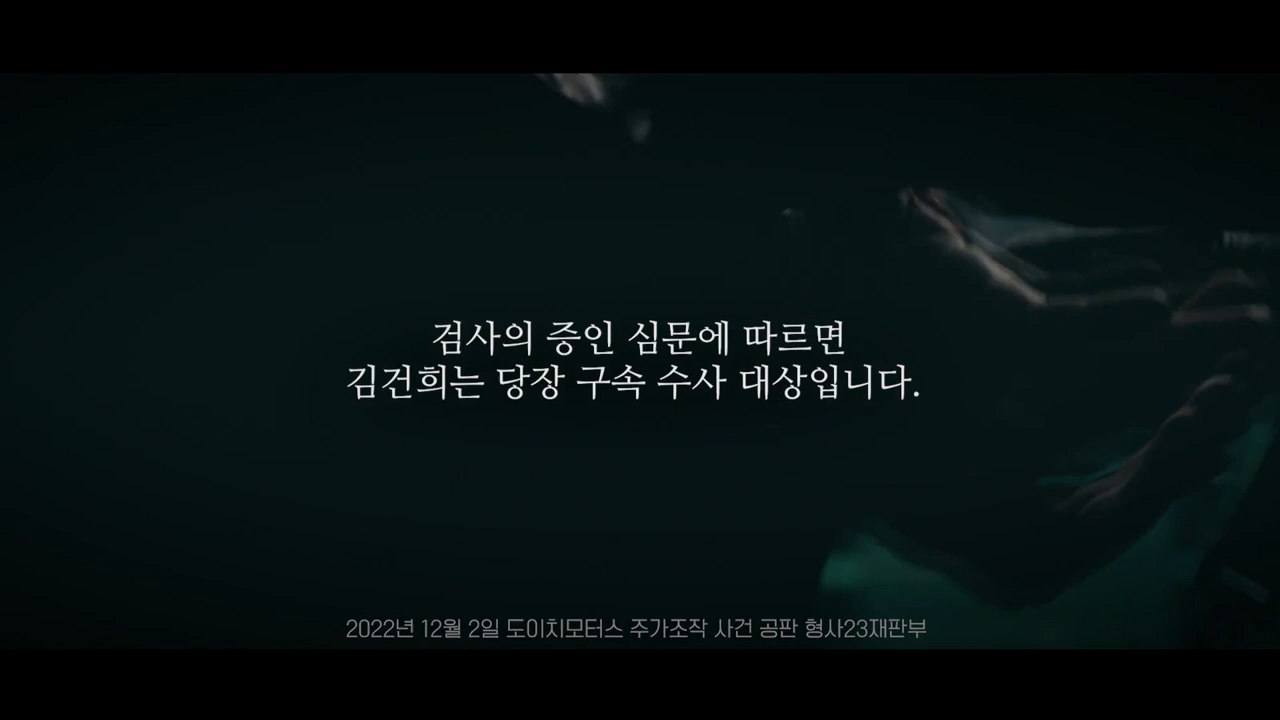 검사의 증인 심문에 따르면
김건희는 당장 구속 수사 대상입니다.
2022년 12월 2일 도이치모터스 주가조작 사건 공판 형사23재판부